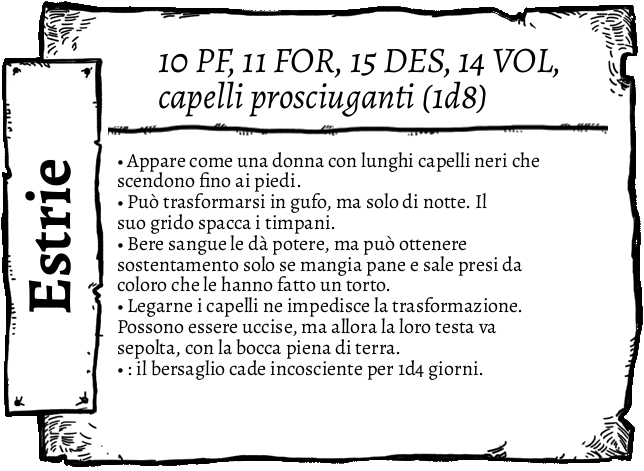 10 PF, 11 FOR, 15 DES, 14 VOL,
capelli prosciuganti (1d8)
Estrie
• Appare come una donna con lunghi capelli neri che
scendono fino ai piedi.
• Può trasformarsi in gufo, ma solo di notte. Il
suo grido spacca i timpani.
• Bere sangue le dà potere, ma può ottenere
sostentamento solo se mangia pane e sale presi da
coloro che le hanno fatto un torto.
• Legarne i capelli ne impedisce la trasformazione.
Possono essere uccise, ma allora la loro testa va
sepolta, con la bocca piena di terra.
• : il bersaglio cade incosciente per 1d4 giorni.